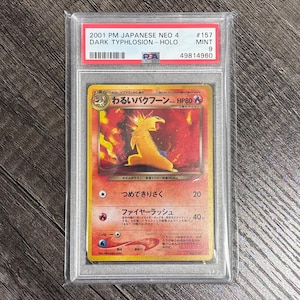 2001 PM JAPANESE NEO 4 #157
DARK TYPHLOSION - HOLO MINT
9
PSA 49814960
わるいバクフーン HP80
つめできりさく 20
ファイヤーラッシュ 40